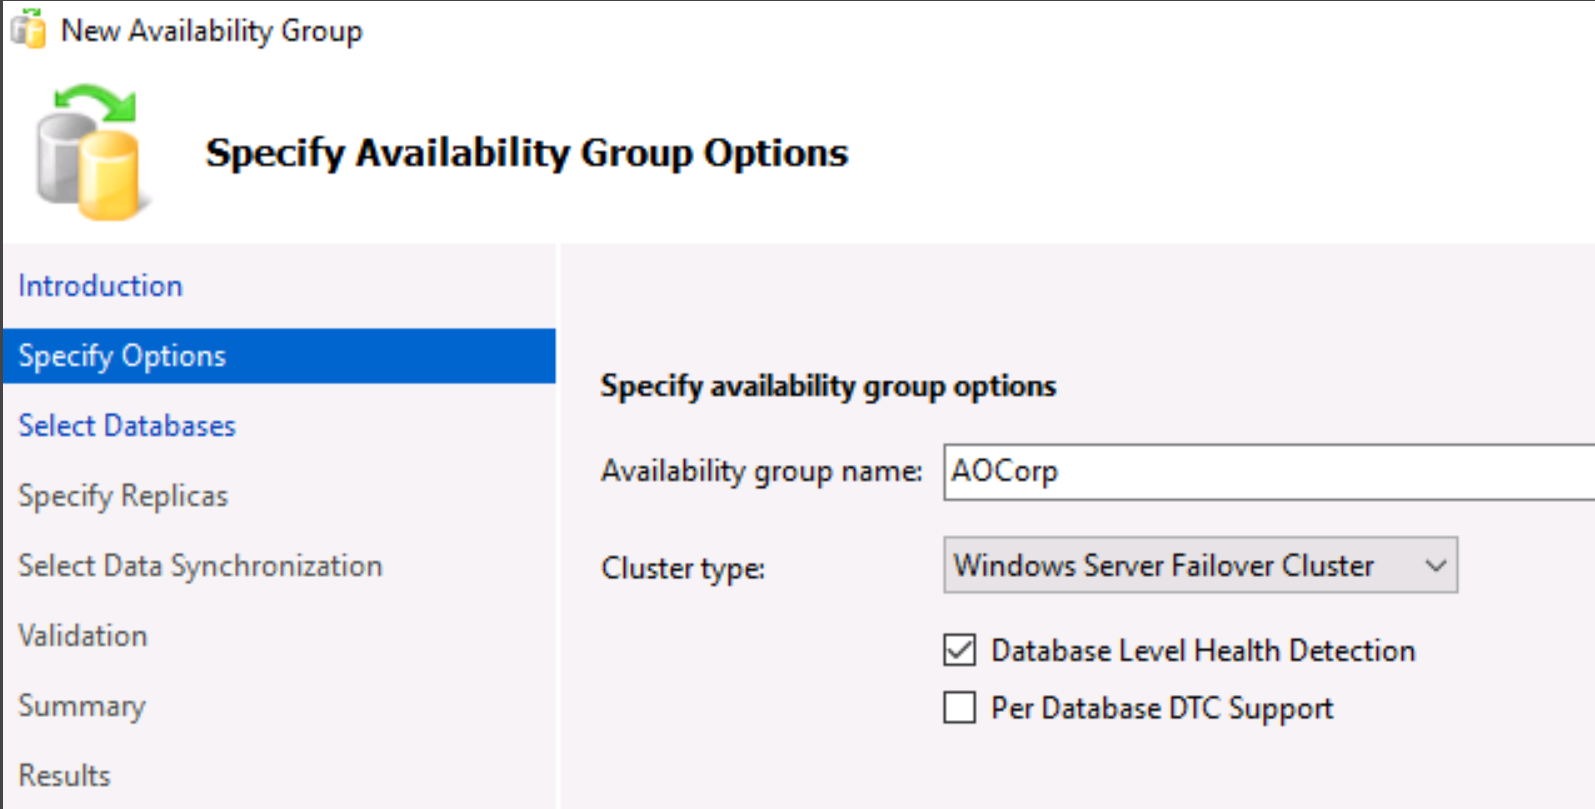 New Availability Group
Specify Availability Group Options
Introduction
Specify Options
Select Databases
Specify Replicas
Select Data Synchronization
Validation
Summary
Results
Specify availability group options
Availability group name: AOCorp
Cluster type: Windows Server Failover Cluster
Database Level Health Detection
Per Database DTC Support